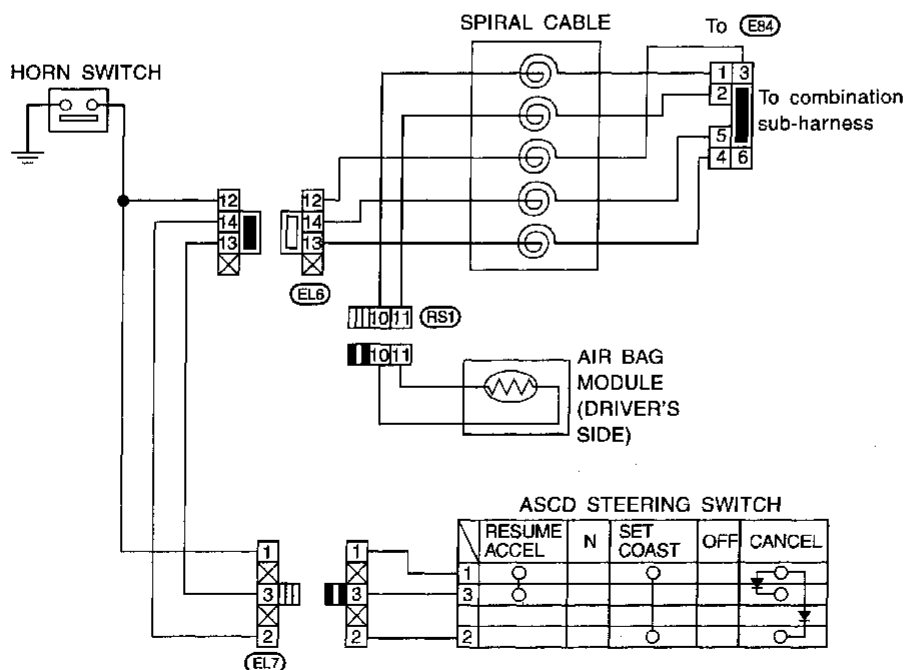 SPIRAL CABLE
To E84
HORN SWITCH
1 3
2
To combination
sub-harness
5
4 6
12 12
14 14
13 13
EL6
10 11 RS1
10 11
AIR BAG
MODULE
(DRIVER'S
SIDE)
ASCD STEERING SWITCH
RESUME
ACCEL
N
SET
COAST
OFF
CANCEL
1 1 1
3 3 3
2 2 2
EL7